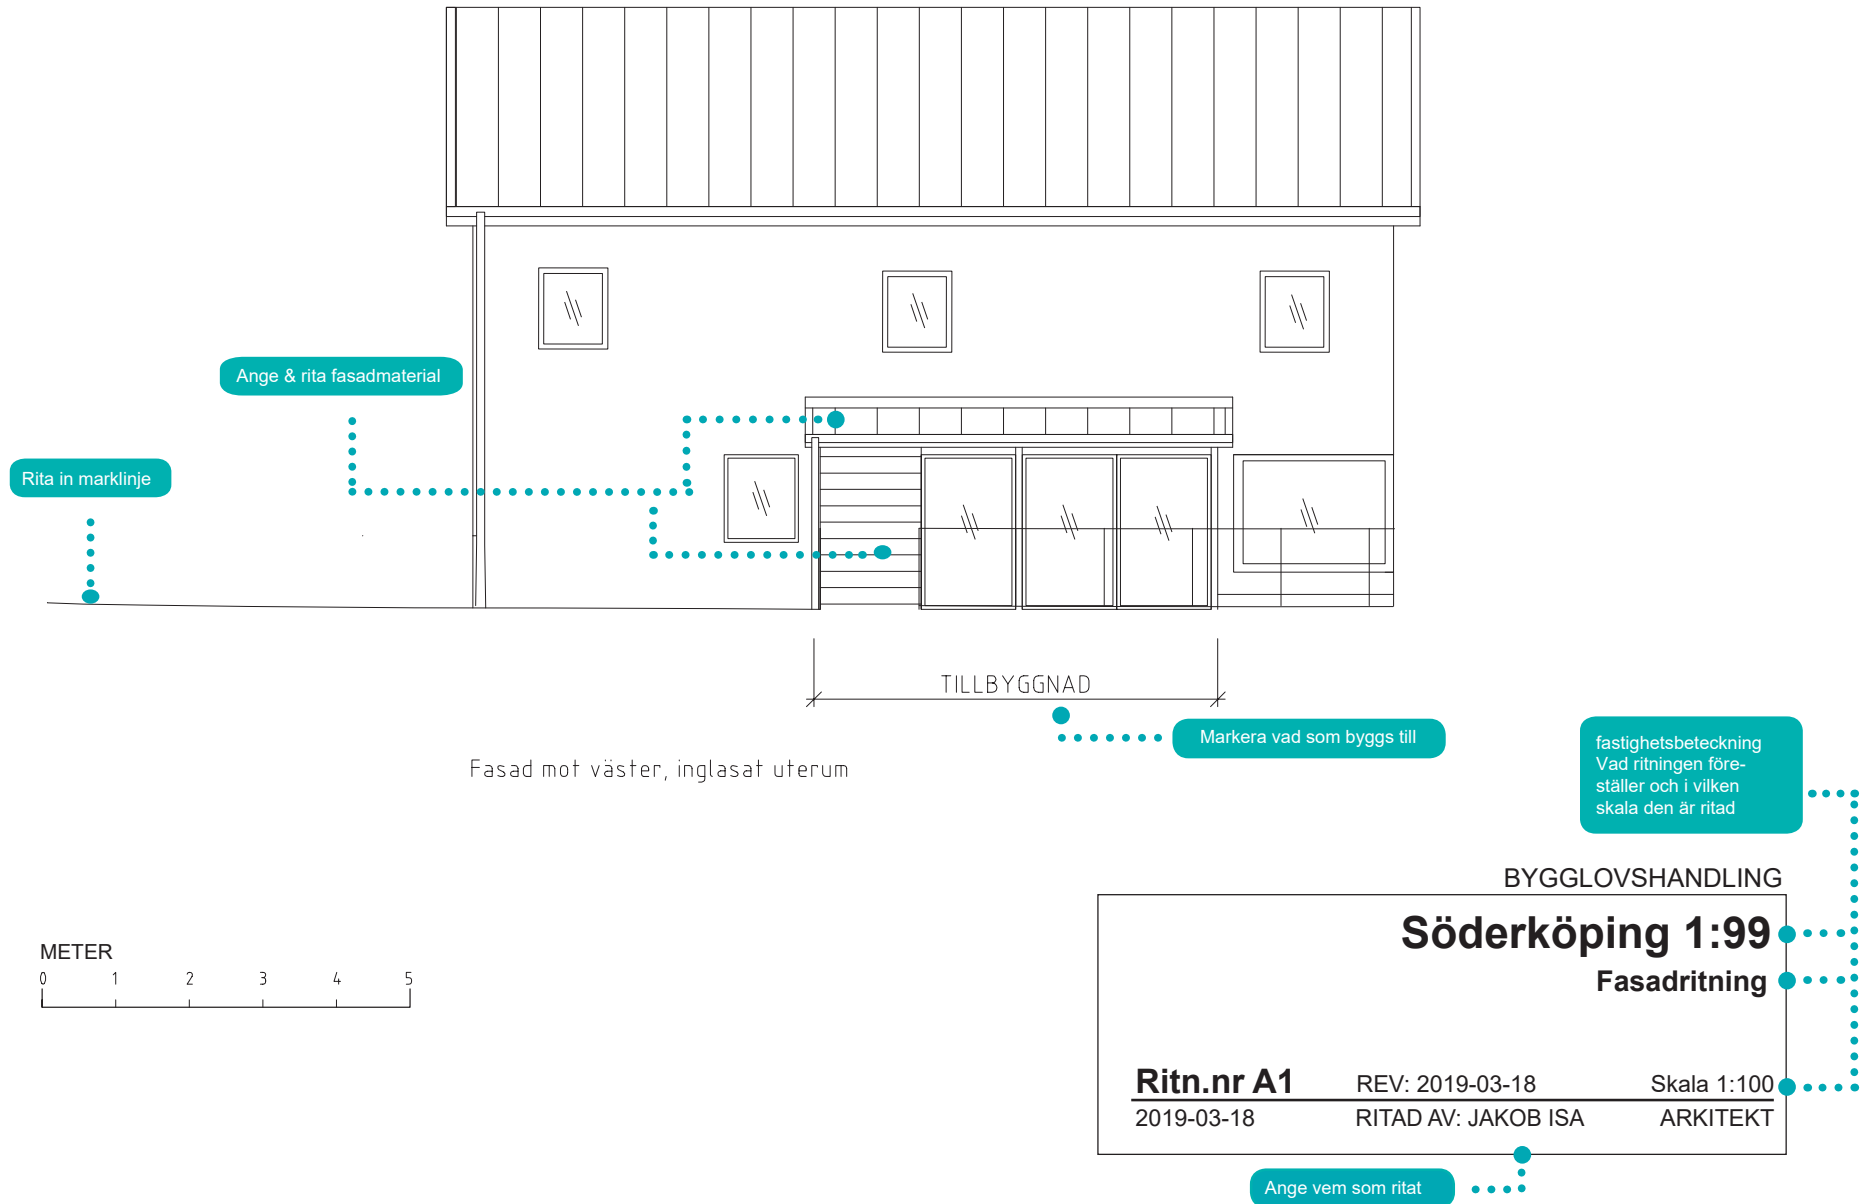 Ange & rita fasadmaterial
Rita in marklinje
TILLBYGGNAD
Markera vad som byggs till
Fasad mot väster, inglasat uterum
fastighetsbeteckning
Vad ritningen före-
ställer och i vilken
skala den är ritad
BYGGLOVSHANDLING
Söderköping 1:99
Fasadritning
METER
0 1 2 3 4 5
Ritn.nr A1 REV: 2019-03-18 Skala 1:100
2019-03-18 RITAD AV: JAKOB ISA ARKITEKT
Ange vem som ritat